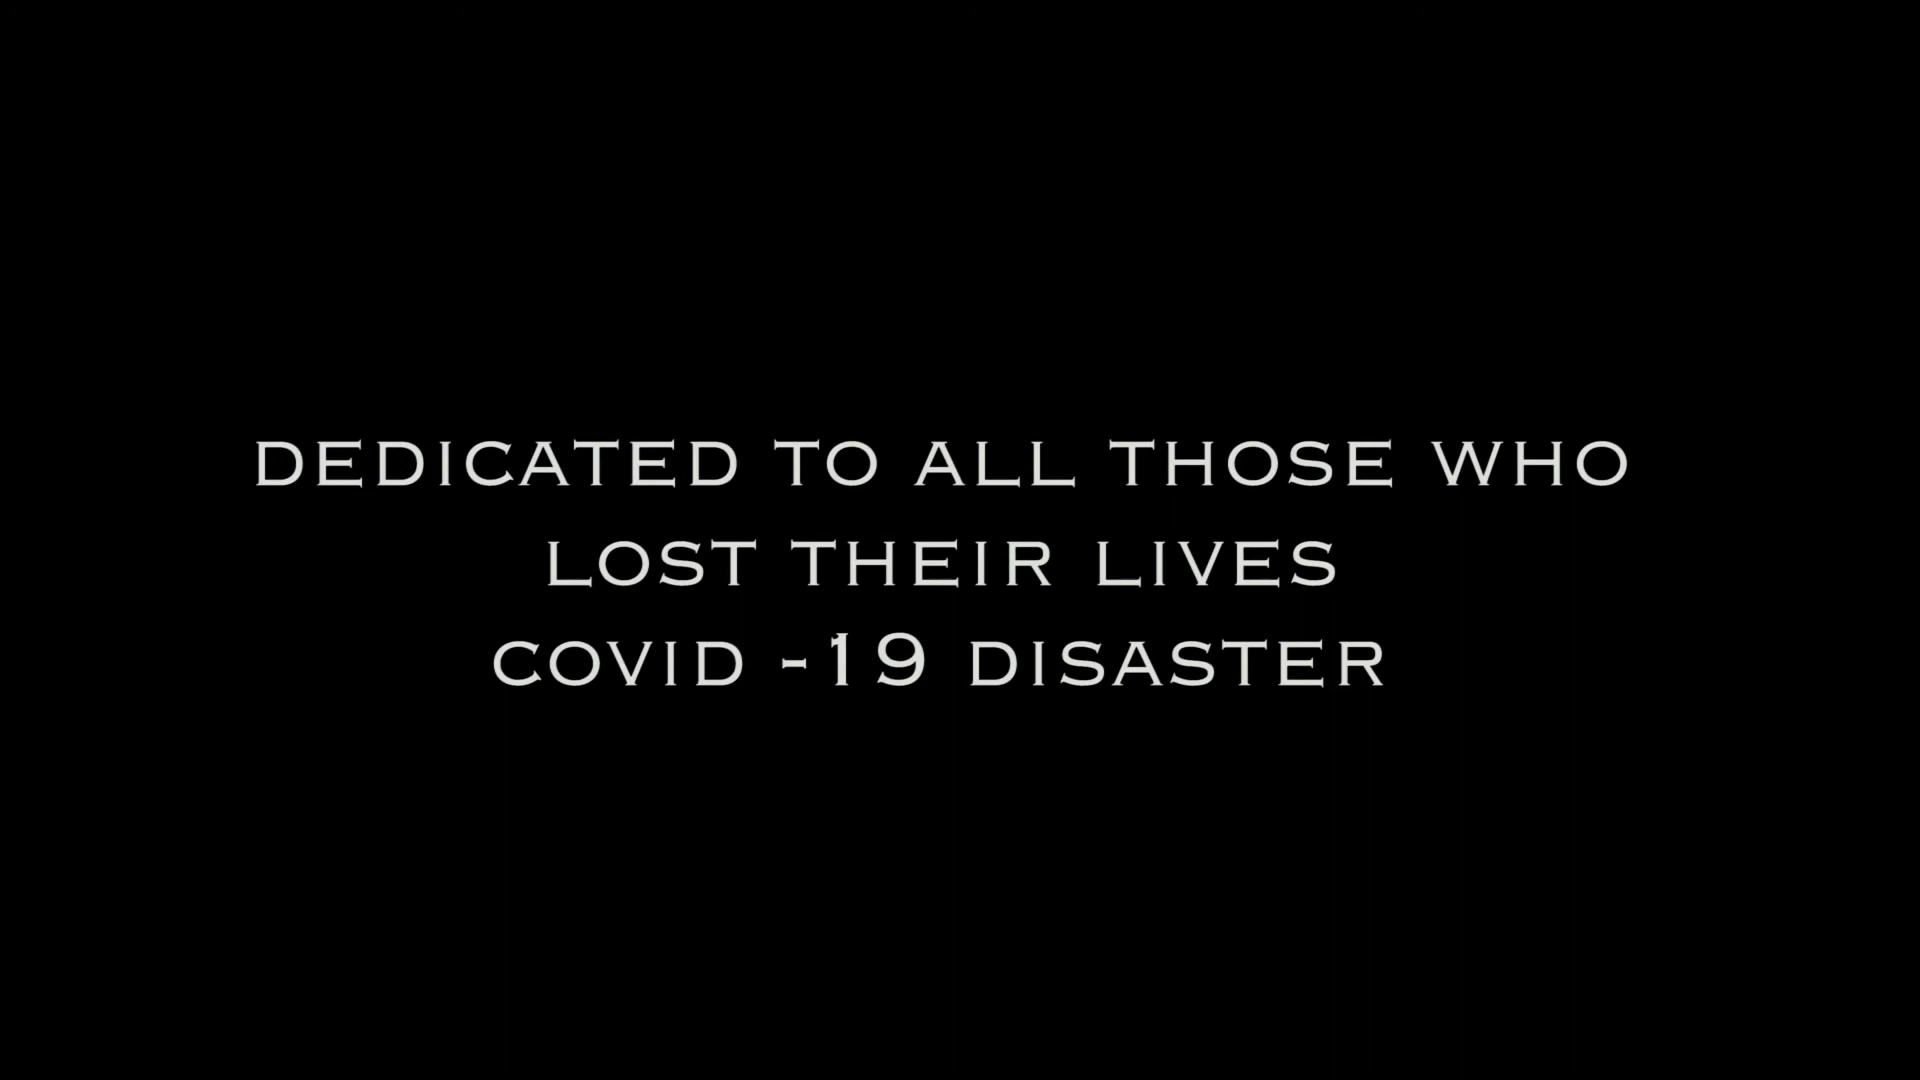 DEDICATED TO ALL THOSE WHO
LOST THEIR LIVES
COVID -19 DISASTER